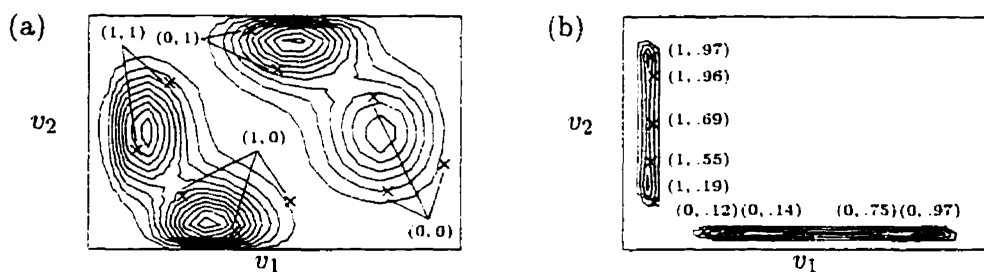 (a)
(1, 1)
(0, 1)
(1, 0)
(0, 0)
v2
v1
(b)
(1, .97)
(1, .96)
(1, .69)
(1, .55)
(1, .19)
(0, .12)(0, .14) (0, .75)(0, .97)
v2
v1